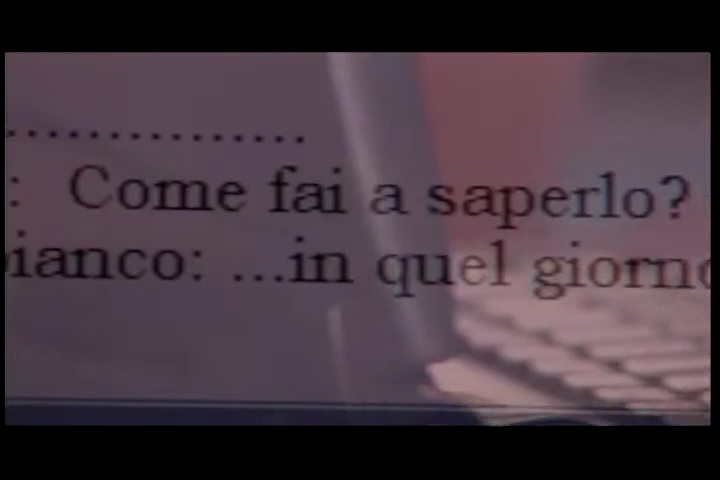 ...............
: Come fai a saperlo?
ianco: ...in quel giorno